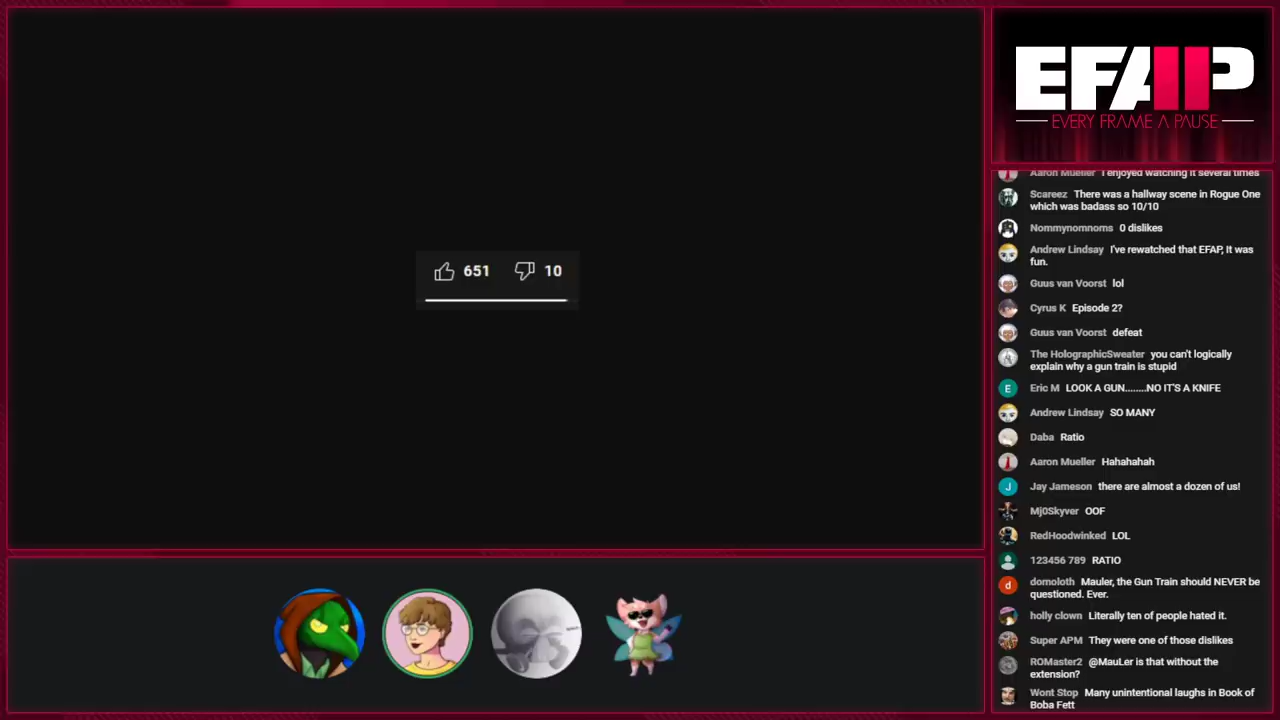 651 10
EFAP
EVERY FRAME A PAUSE
Aaron Mueller I enjoyed watching it several times
Scareez There was a hallway scene in Rogue One
which was badass so 10/10
Nommynomnoms 0 dislikes
Andrew Lindsay I've rewatched that EFAP, It was
fun.
Guus van Voorst lol
Cyrus K Episode 2?
Guus van Voorst defeat
The HolographicSweater you can't logically
explain why a gun train is stupid
E Eric M LOOK A GUN........NO IT'S A KNIFE
Andrew Lindsay SO MANY
Daba Ratio
Aaron Mueller Hahahahah
J Jay Jameson there are almost a dozen of us!
Mj0Skyver OOF
RedHoodwinked LOL
123456 789 RATIO
d domoloth Mauler, the Gun Train should NEVER be
questioned. Ever.
holly clown Literally ten of people hated it.
Super APM They were one of those dislikes
ROMaster2 @MauLer is that without the
extension?
Wont Stop Many unintentional laughs in Book of
Boba Fett